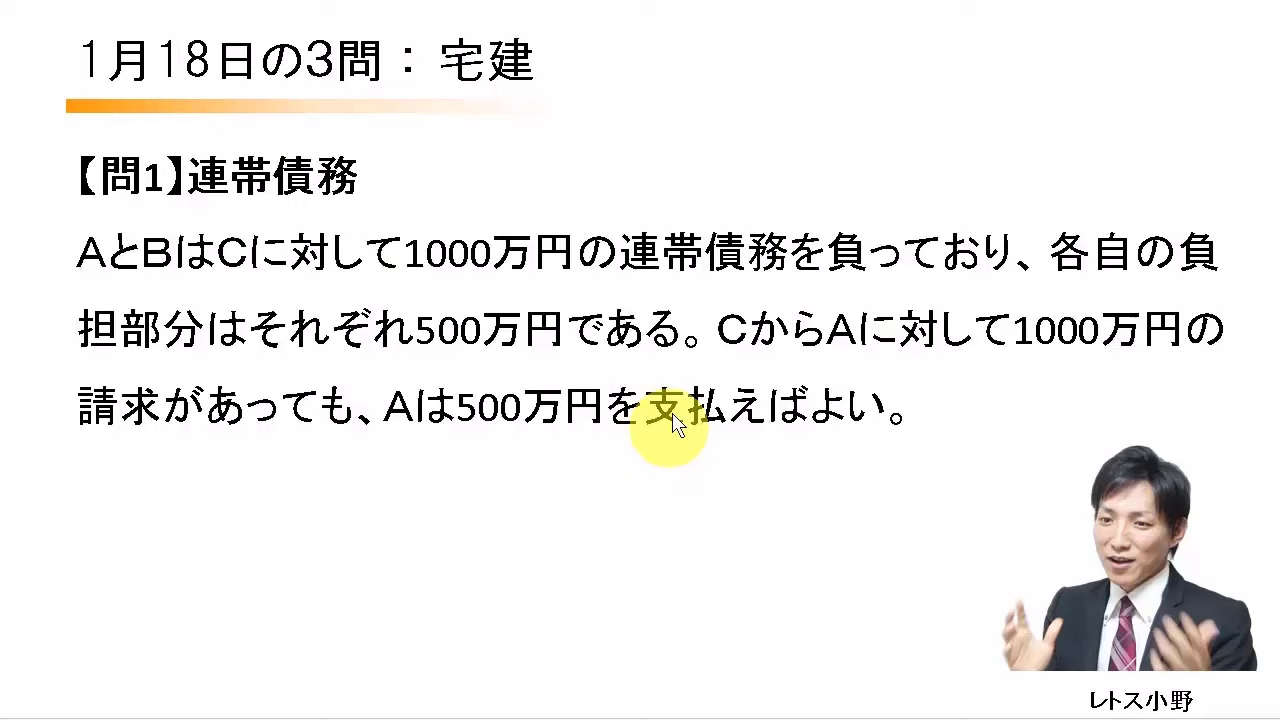 1月18日の3問：宅建
【問1】連帯債務
AとBはCに対して1000万円の連帯債務を負っており、各自の負
担部分はそれぞれ500万円である。CからAに対して1000万円の
請求があっても、Aは500万円を支払えばよい。
レトス小野